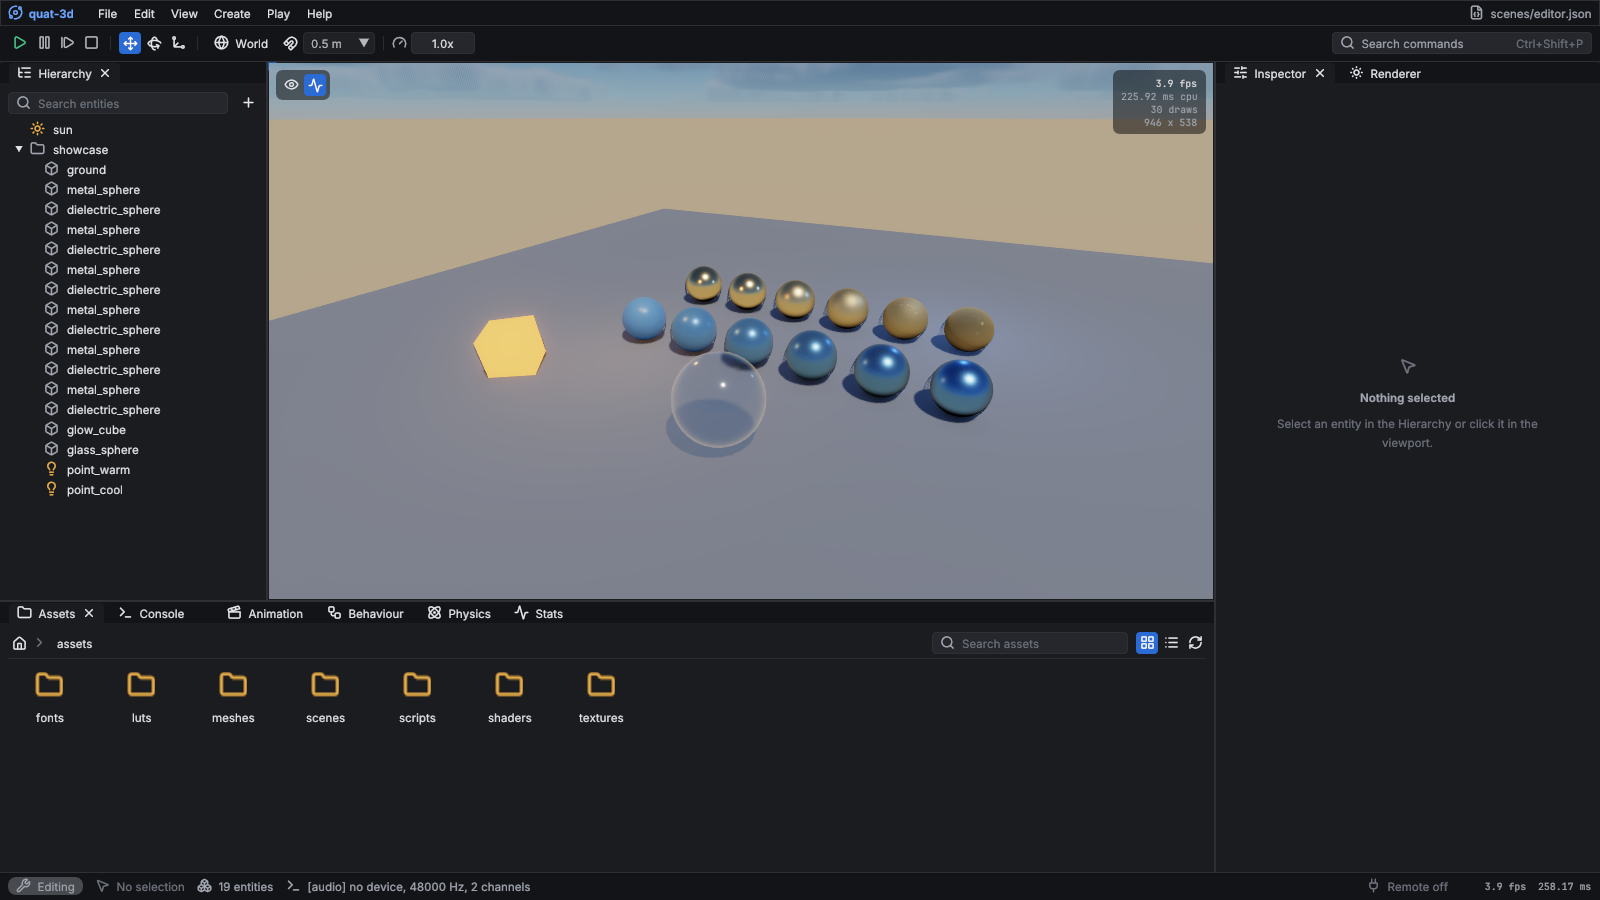 quat-3d File Edit View Create Play Help scenes/editor.json
World 0.5 m 1.0x Search commands Ctrl+Shift+P
Hierarchy
Search entities
sun
showcase
ground
metal_sphere
dielectric_sphere
metal_sphere
dielectric_sphere
metal_sphere
dielectric_sphere
metal_sphere
dielectric_sphere
metal_sphere
dielectric_sphere
metal_sphere
dielectric_sphere
glow_cube
glass_sphere
point_warm
point_cool
3.9 fps
225.92 ms cpu
30 draws
946 x 538
Inspector Renderer
Nothing selected
Select an entity in the Hierarchy or click it in the
viewport.
Assets Console Animation Behaviour Physics Stats
assets Search assets
fonts luts meshes scenes scripts shaders textures
Editing No selection 19 entities [audio] no device, 48000 Hz, 2 channels Remote off 3.9 fps 258.17 ms